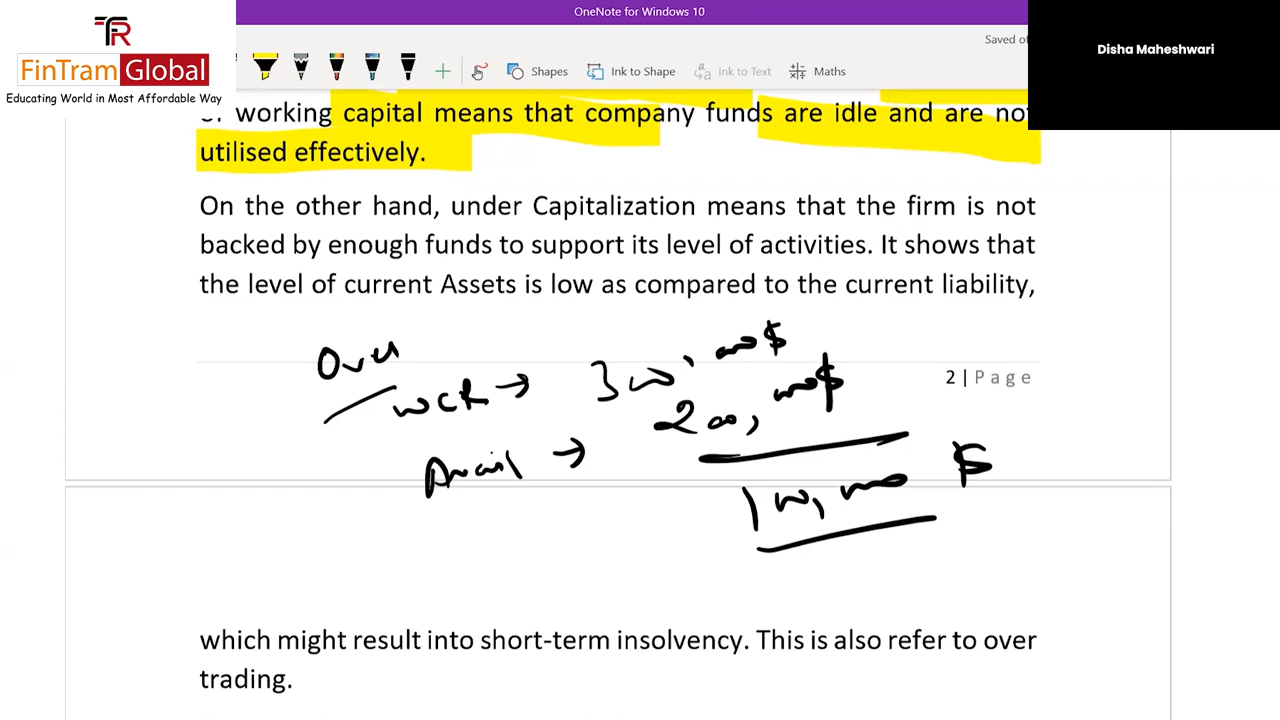 OneNote for Windows 10
TR
FinTram Global
Educating World in Most Affordable Way
Saved of
Disha Maheshwari
Shapes
Ink to Shape
Ink to Text
Maths
of working capital means that company funds are idle and are not
utilised effectively.
On the other hand, under Capitalization means that the firm is not
backed by enough funds to support its level of activities. It shows that
the level of current Assets is low as compared to the current liability,
Over
WCR → 300,000 $
2 | Page
Avail → 200,000 $
100,000 $
which might result into short-term insolvency. This is also refer to over
trading.